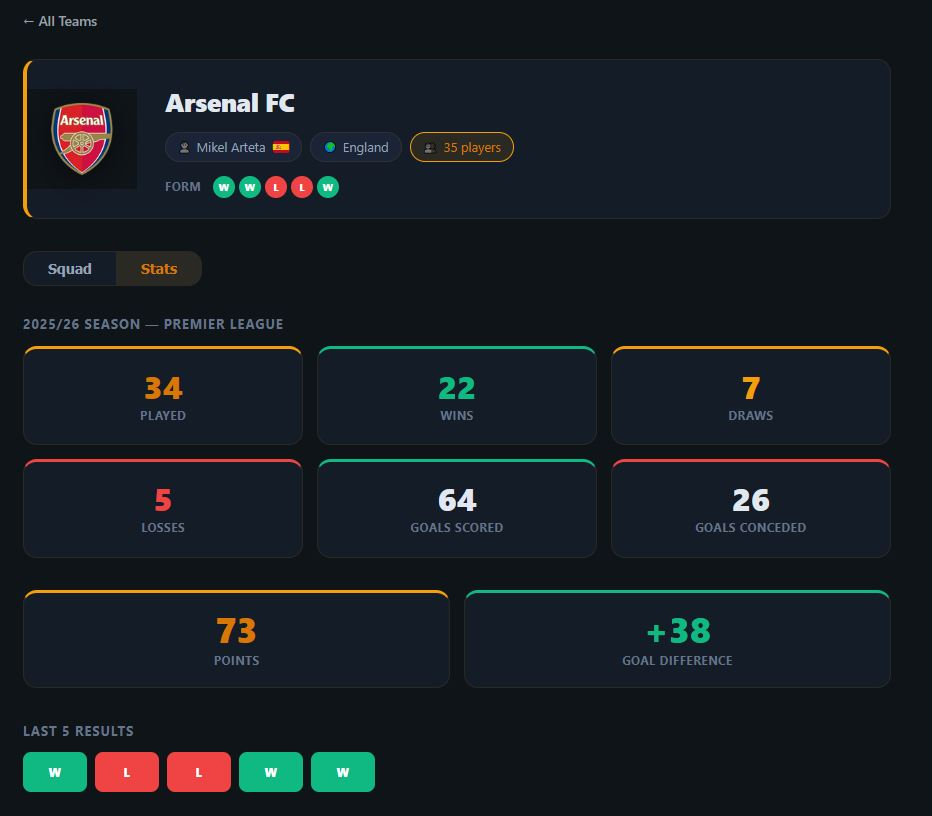 ← All Teams
Arsenal
Arsenal FC
Mikel Arteta
England
35 players
FORM W W L L W
Squad Stats
2025/26 SEASON — PREMIER LEAGUE
34 22 7
PLAYED WINS DRAWS
5 64 26
LOSSES GOALS SCORED GOALS CONCEDED
73 +38
POINTS GOAL DIFFERENCE
LAST 5 RESULTS
W L L W W